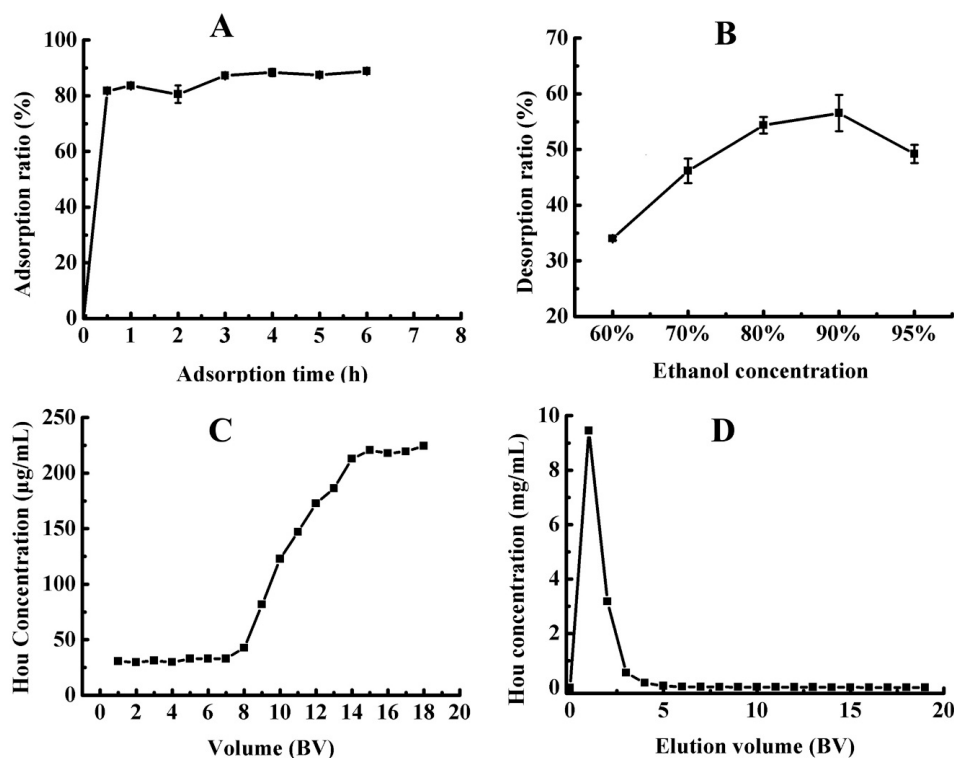 A
Adsorption ratio (%)
100
80
60
40
20
0
0 1 2 3 4 5 6 7 8
Adsorption time (h)
B
Desorption ratio (%)
70
60
50
40
30
20
60% 70% 80% 90% 95%
Ethanol concentration
C
Hou Concentration (µg/mL)
250
200
150
100
50
0
0 2 4 6 8 10 12 14 16 18 20
Volume (BV)
D
Hou concentration (mg/mL)
10
8
6
4
2
0
0 5 10 15 20
Elution volume (BV)